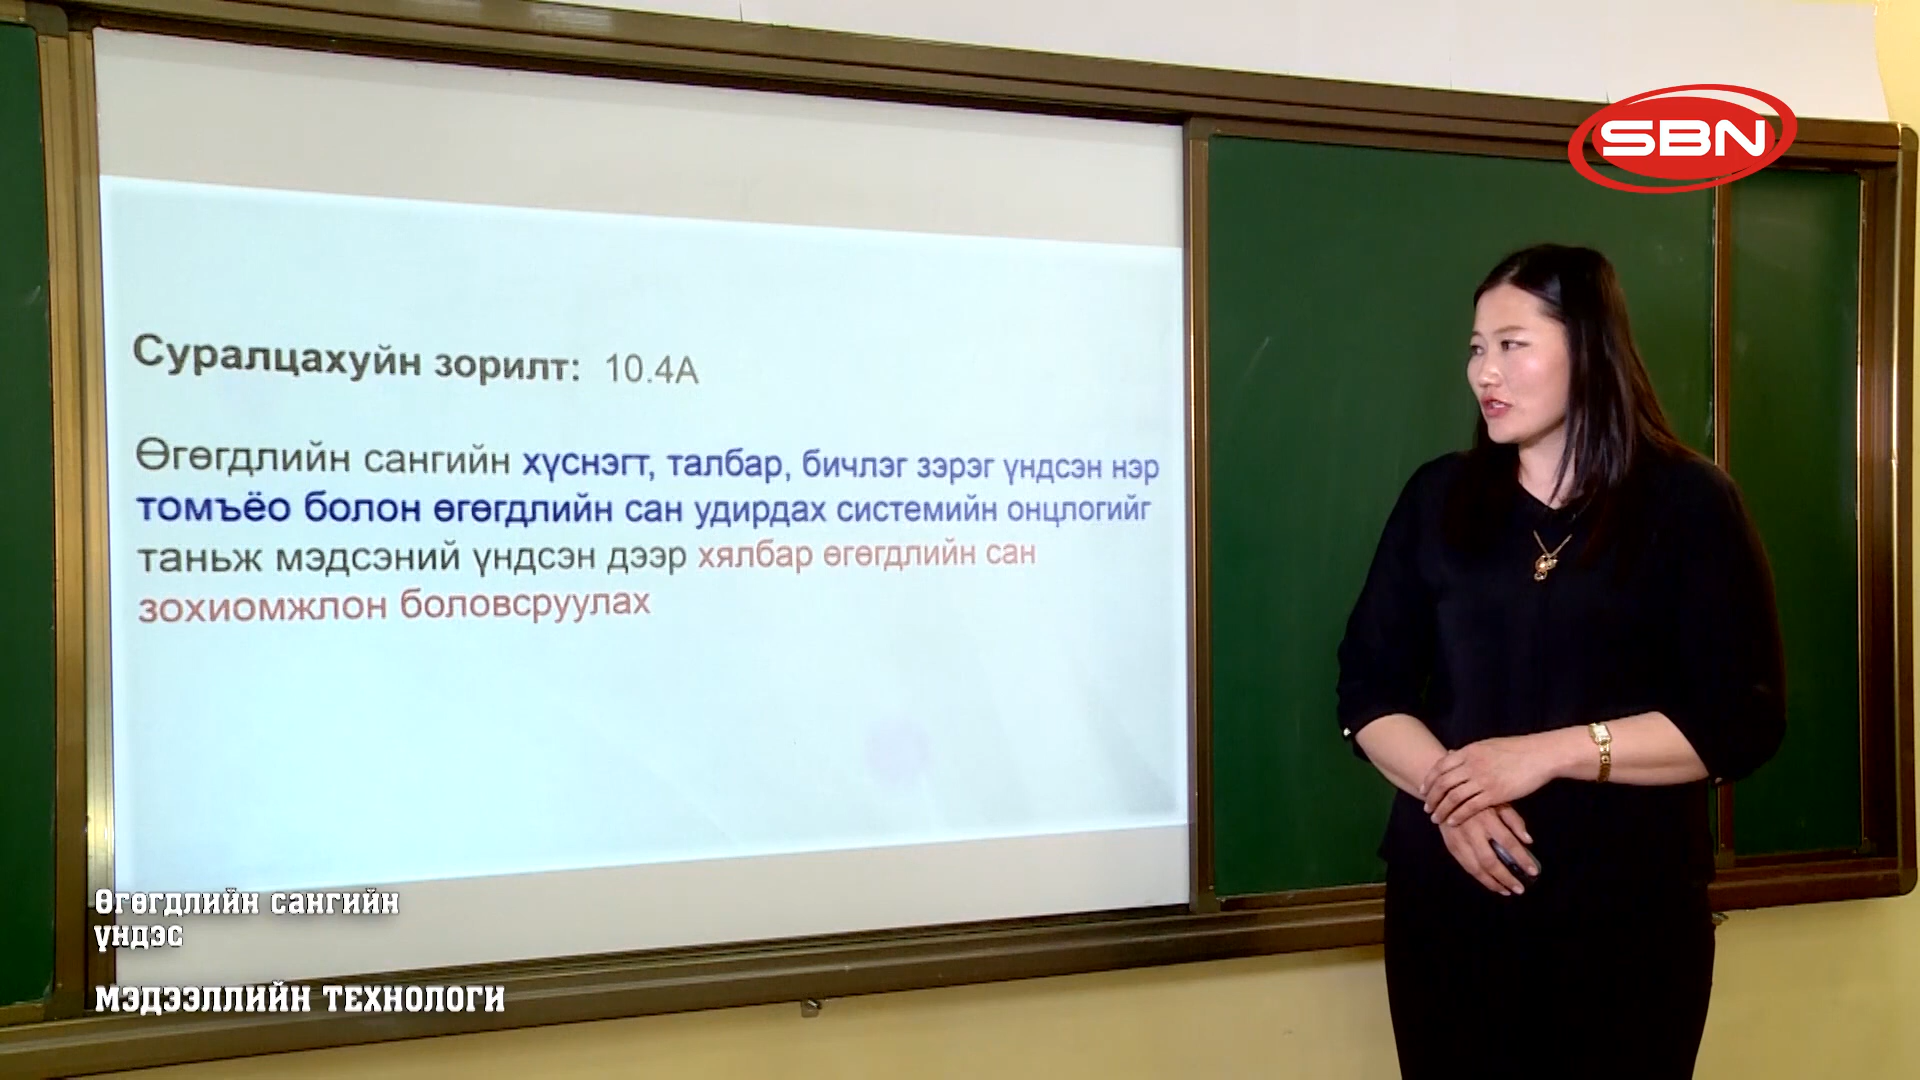 SBN
Суралцахуйн зорилт: 10.4А
Өгөгдлийн сангийн хүснэгт, талбар, бичлэг зэрэг үндсэн нэр
томъёо болон өгөгдлийн сан удирдах системийн онцлогийг
таньж мэдсэний үндсэн дээр хялбар өгөгдлийн сан
зохиомжлон боловсруулах
Өгөгдлийн сангийн
үндэс
МЭДЭЭЛЛИЙН ТЕХНОЛОГИ